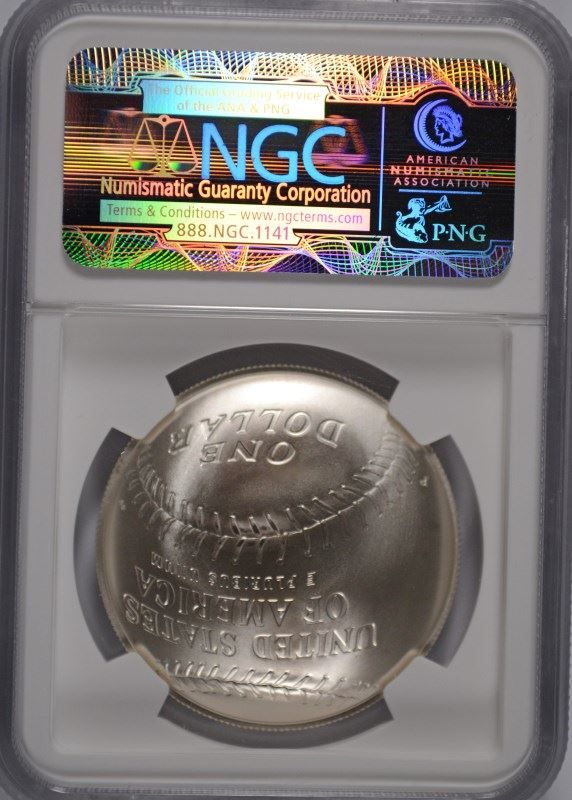 The Official Grading Service
of the ANA & PNG
NGC
Numismatic Guaranty Corporation
Terms & Conditions – www.ngcterms.com
888.NGC.1141
AMERICAN
NUMISMATIC
ASSOCIATION
P·N·G
UNITED STATES
OF AMERICA
E PLURIBUS UNUM
ONE
DOLLAR